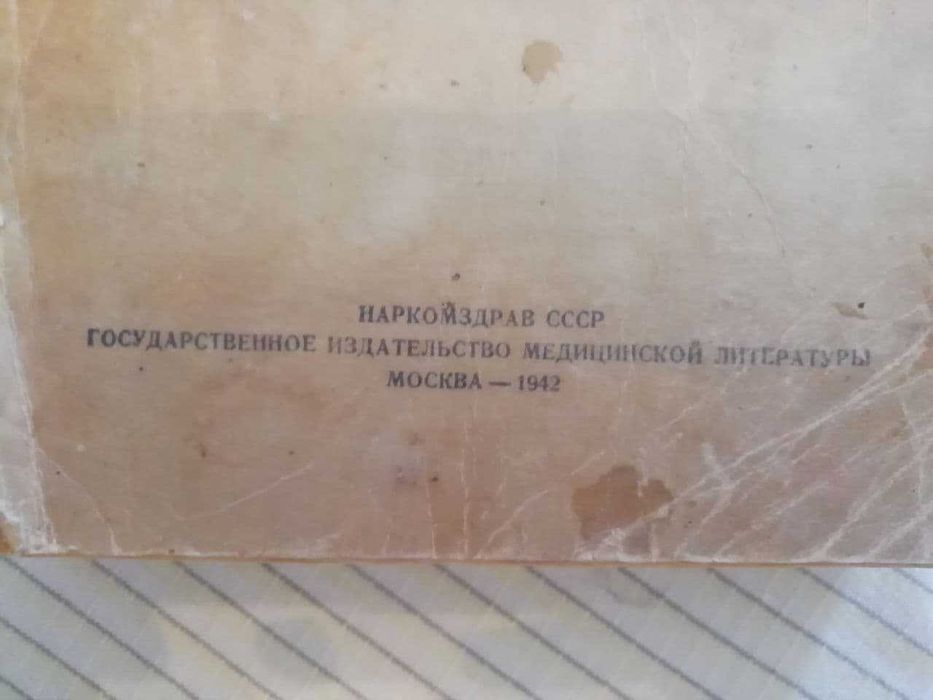 НАРКОМЗДРАВ СССР
ГОСУДАРСТВЕННОЕ ИЗДАТЕЛЬСТВО МЕДИЦИНСКОЙ ЛИТЕРАТУРЫ
МОСКВА — 1942